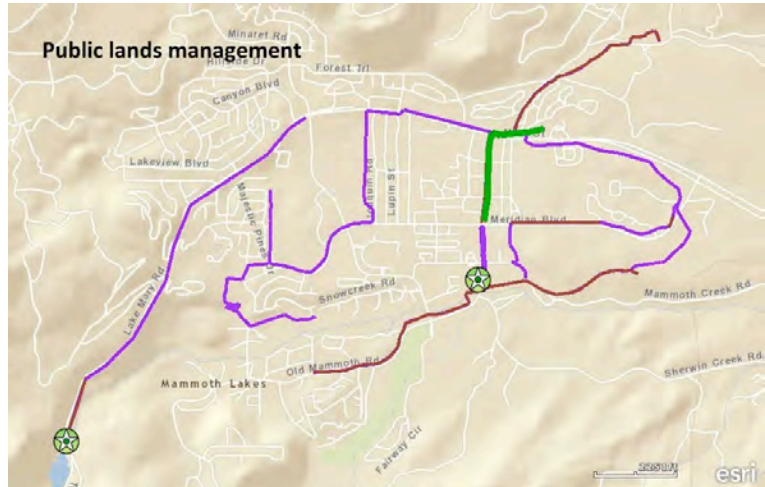 Public lands management
Minaret Rd
Hillside Dr
Forest Trl
Canyon Blvd
Lakeview Blvd
Majestic Pines Dr
Lupin St
Meridian Blvd
Lake Mary Rd
Snowcreek Rd
Mammoth Creek Rd
Old Mammoth Rd
Sherwin Creek Rd
Mammoth Lakes
Fairway Cir
esri